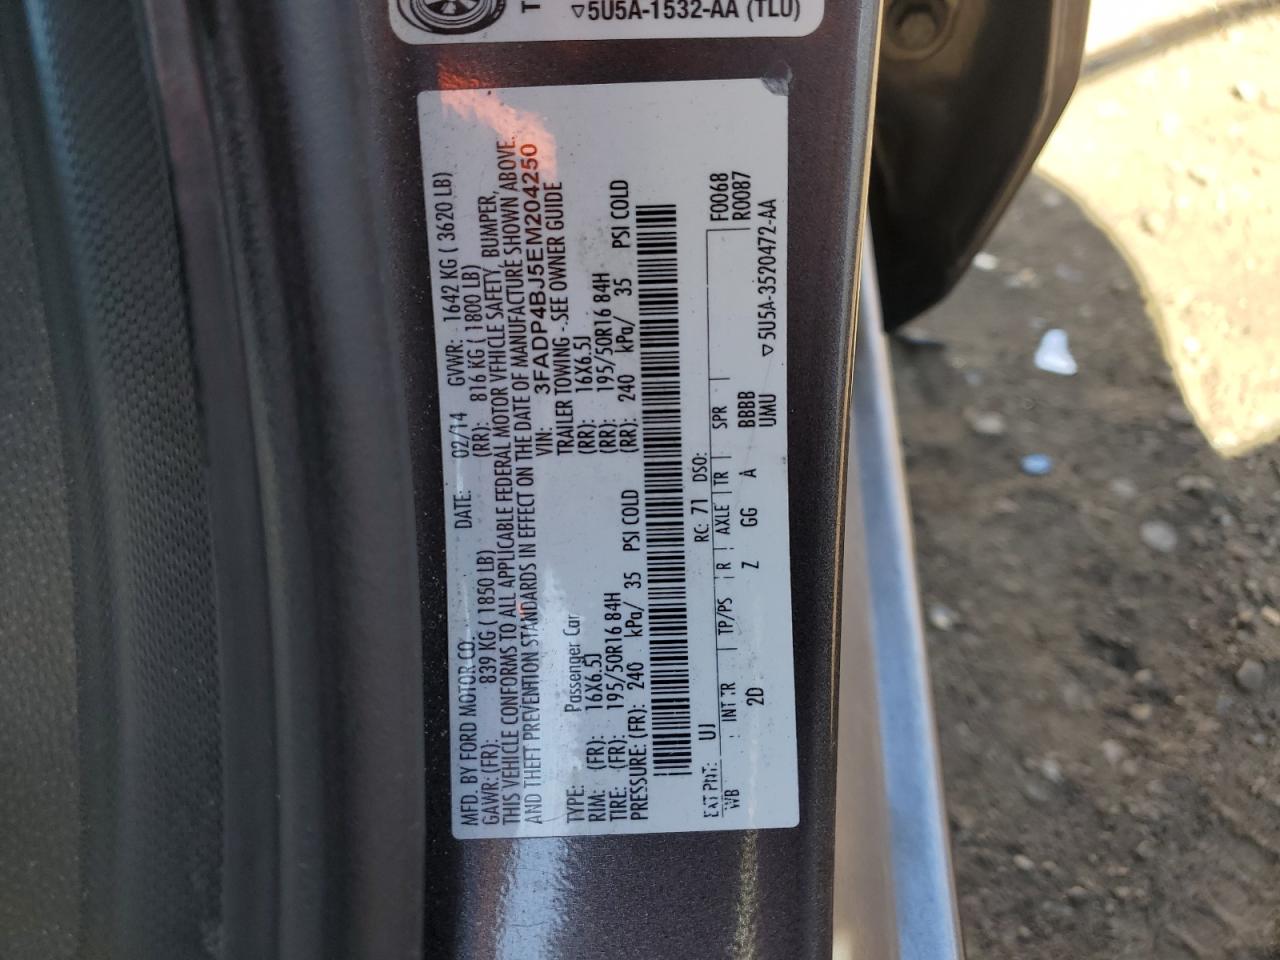 T
▽5U5A-1532-AA (TLU)
MFD. BY FORD MOTOR CO. DATE: 02/14 GVWR: 1642 KG ( 3620 LB)
GAWR: (FR): 839 KG ( 1850 LB) (RR): 816 KG ( 1800 LB)
THIS VEHICLE CONFORMS TO ALL APPLICABLE FEDERAL MOTOR VEHICLE SAFETY, BUMPER,
AND THEFT PREVENTION STANDARDS IN EFFECT ON THE DATE OF MANUFACTURE SHOWN ABOVE.
VIN: 3FADP4BJ5EM204250
TYPE: Passenger Car TRAILER TOWING - SEE OWNER GUIDE
RIM: (FR): 16X6.5J (RR): 16X6.5J
TIRE: (FR): 195/50R16 84H (RR): 195/50R16 84H
PRESSURE: (FR): 240 kPa/ 35 PSI COLD (RR): 240 kPa/ 35 PSI COLD
EXT PNT: UJ RC: 71 DSO: F0068
WB INT TR TP/PS R AXLE TR SPR R0087
2D Z GG A BBBB
UMU ▽5U5A-3520472-AA